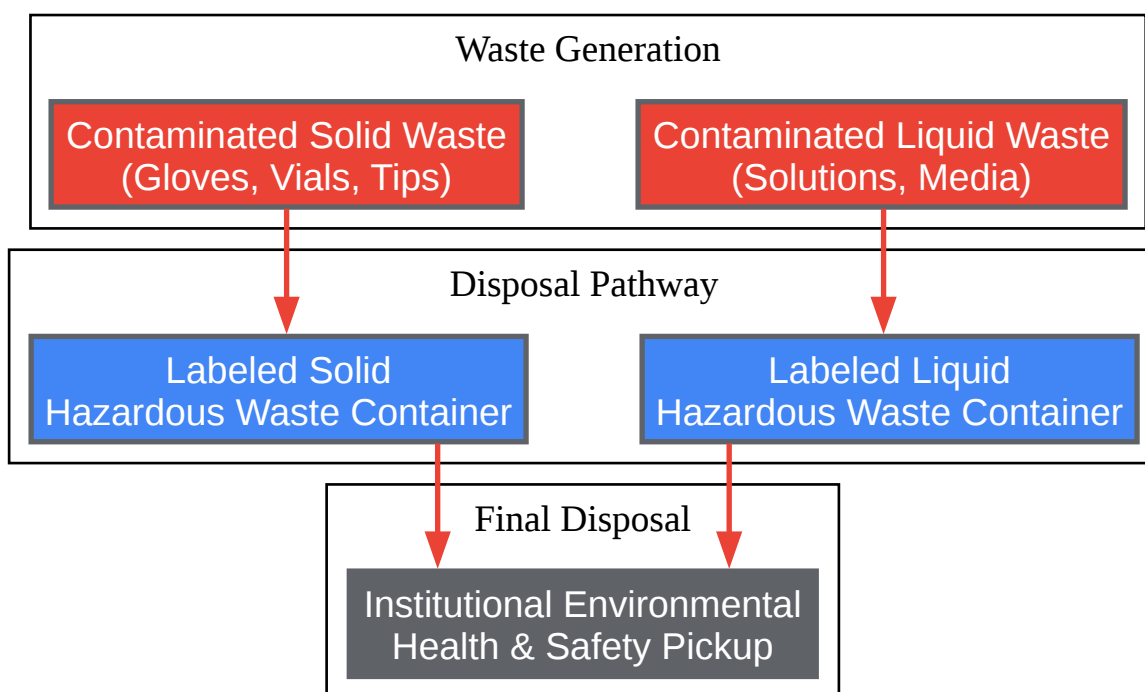 Waste Generation
Contaminated Solid Waste
(Gloves, Vials, Tips)
Contaminated Liquid Waste
(Solutions, Media)
Disposal Pathway
Labeled Solid
Hazardous Waste Container
Labeled Liquid
Hazardous Waste Container
Final Disposal
Institutional Environmental
Health & Safety Pickup